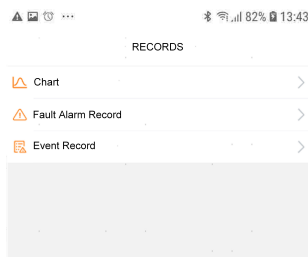 82% 13:43
RECORDS
Chart
Fault Alarm Record
Event Record